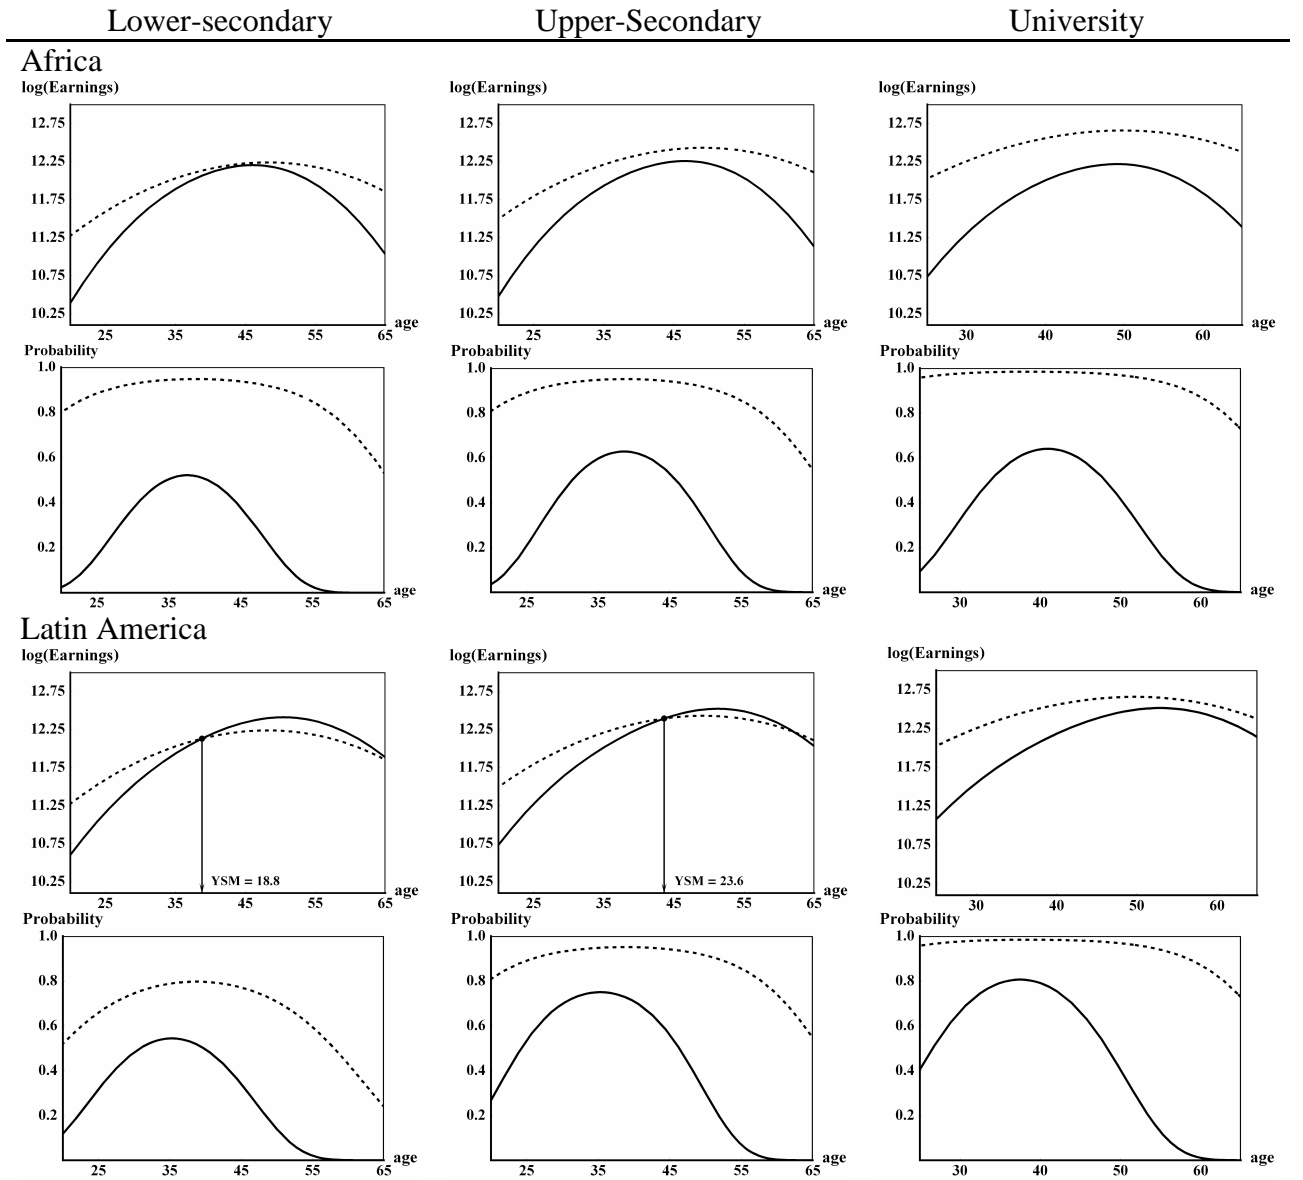 Lower-secondary Upper-Secondary University
Africa
log(Earnings) log(Earnings) log(Earnings)
12.75 12.75 12.75
12.25 12.25 12.25
11.75 11.75 11.75
11.25 11.25 11.25
10.75 10.75 10.75
10.25 10.25 10.25
25 35 45 55 65 age 25 35 45 55 65 age 30 40 50 60 age
Probability Probability Probability
1.0 1.0 1.0
0.8 0.8 0.8
0.6 0.6 0.6
0.4 0.4 0.4
0.2 0.2 0.2
25 35 45 55 65 age 25 35 45 55 65 age 30 40 50 60 age
Latin America
log(Earnings) log(Earnings) log(Earnings)
12.75 12.75 12.75
12.25 12.25 12.25
11.75 11.75 11.75
11.25 11.25 11.25
10.75 10.75 10.75
10.25 YSM = 18.8 10.25 YSM = 23.6 10.25
25 35 45 55 65 age 25 35 45 55 65 age 30 40 50 60 age
Probability Probability Probability
1.0 1.0 1.0
0.8 0.8 0.8
0.6 0.6 0.6
0.4 0.4 0.4
0.2 0.2 0.2
25 35 45 55 65 age 25 35 45 55 65 age 30 40 50 60 age